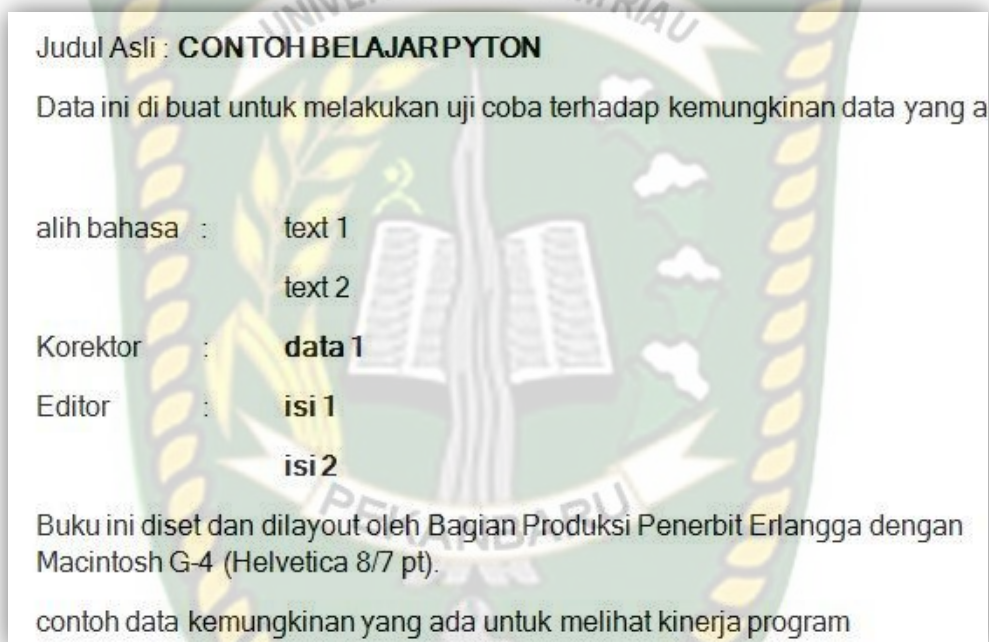 Judul Asli : CONTOH BELAJAR PYTON
Data ini di buat untuk melakukan uji coba terhadap kemungkinan data yang a
alih bahasa : text 1
text 2
Korektor : data 1
Editor : isi 1
isi 2
Buku ini diset dan dilayout oleh Bagian Produksi Penerbit Erlangga dengan
Macintosh G-4 (Helvetica 8/7 pt).
contoh data kemungkinan yang ada untuk melihat kinerja program
PEKANBARU